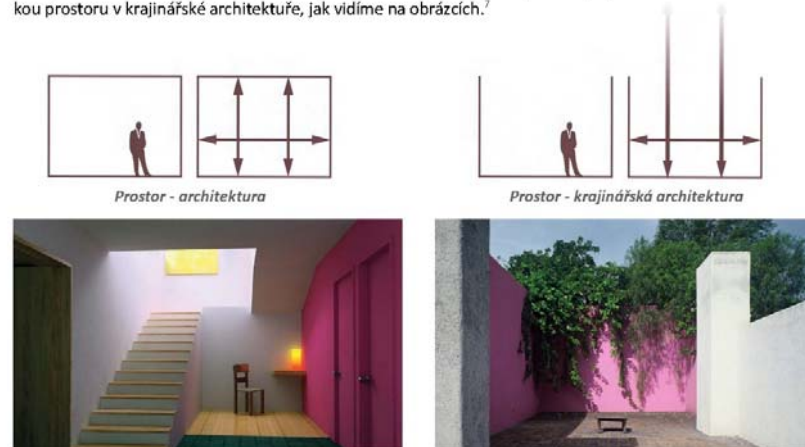 kou prostoru v krajinářské architektuře, jak vidíme na obrázcích.7
Prostor - architektura
Prostor - krajinářská architektura